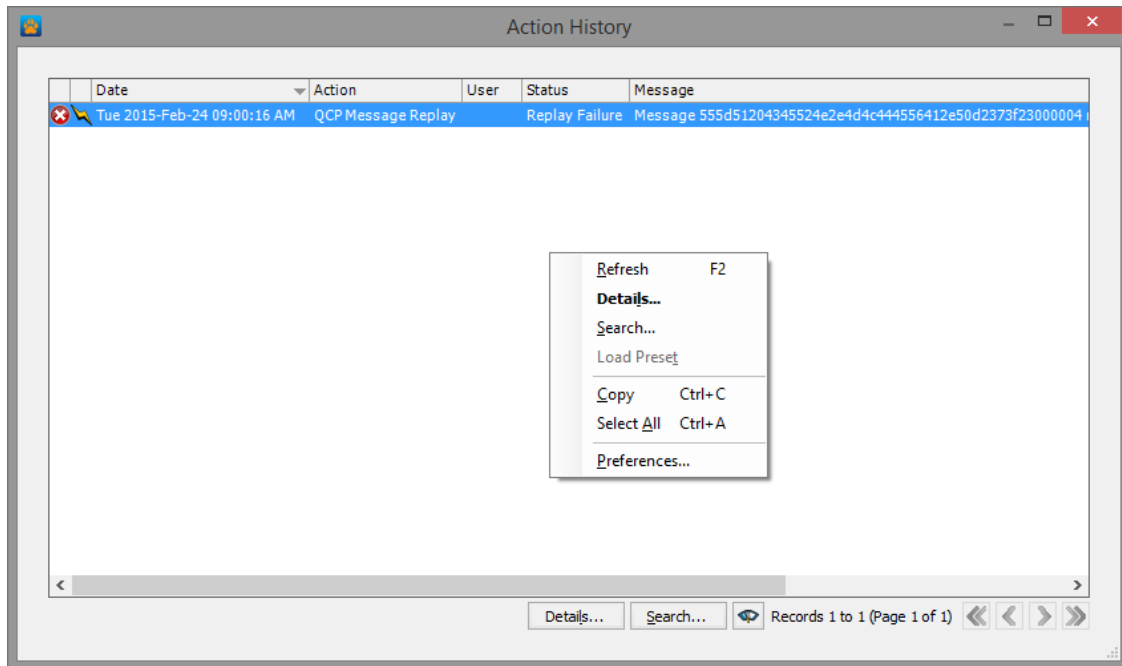 Action History
Date Action User Status Message
Tue 2015-Feb-24 09:00:16 AM QCP Message Replay Replay Failure Message 555d51204345524e2e4d4c444556412e50d2373f23000004
Refresh F2
Details...
Search...
Load Preset
Copy Ctrl+C
Select All Ctrl+A
Preferences...
Details... Search... Records 1 to 1 (Page 1 of 1)